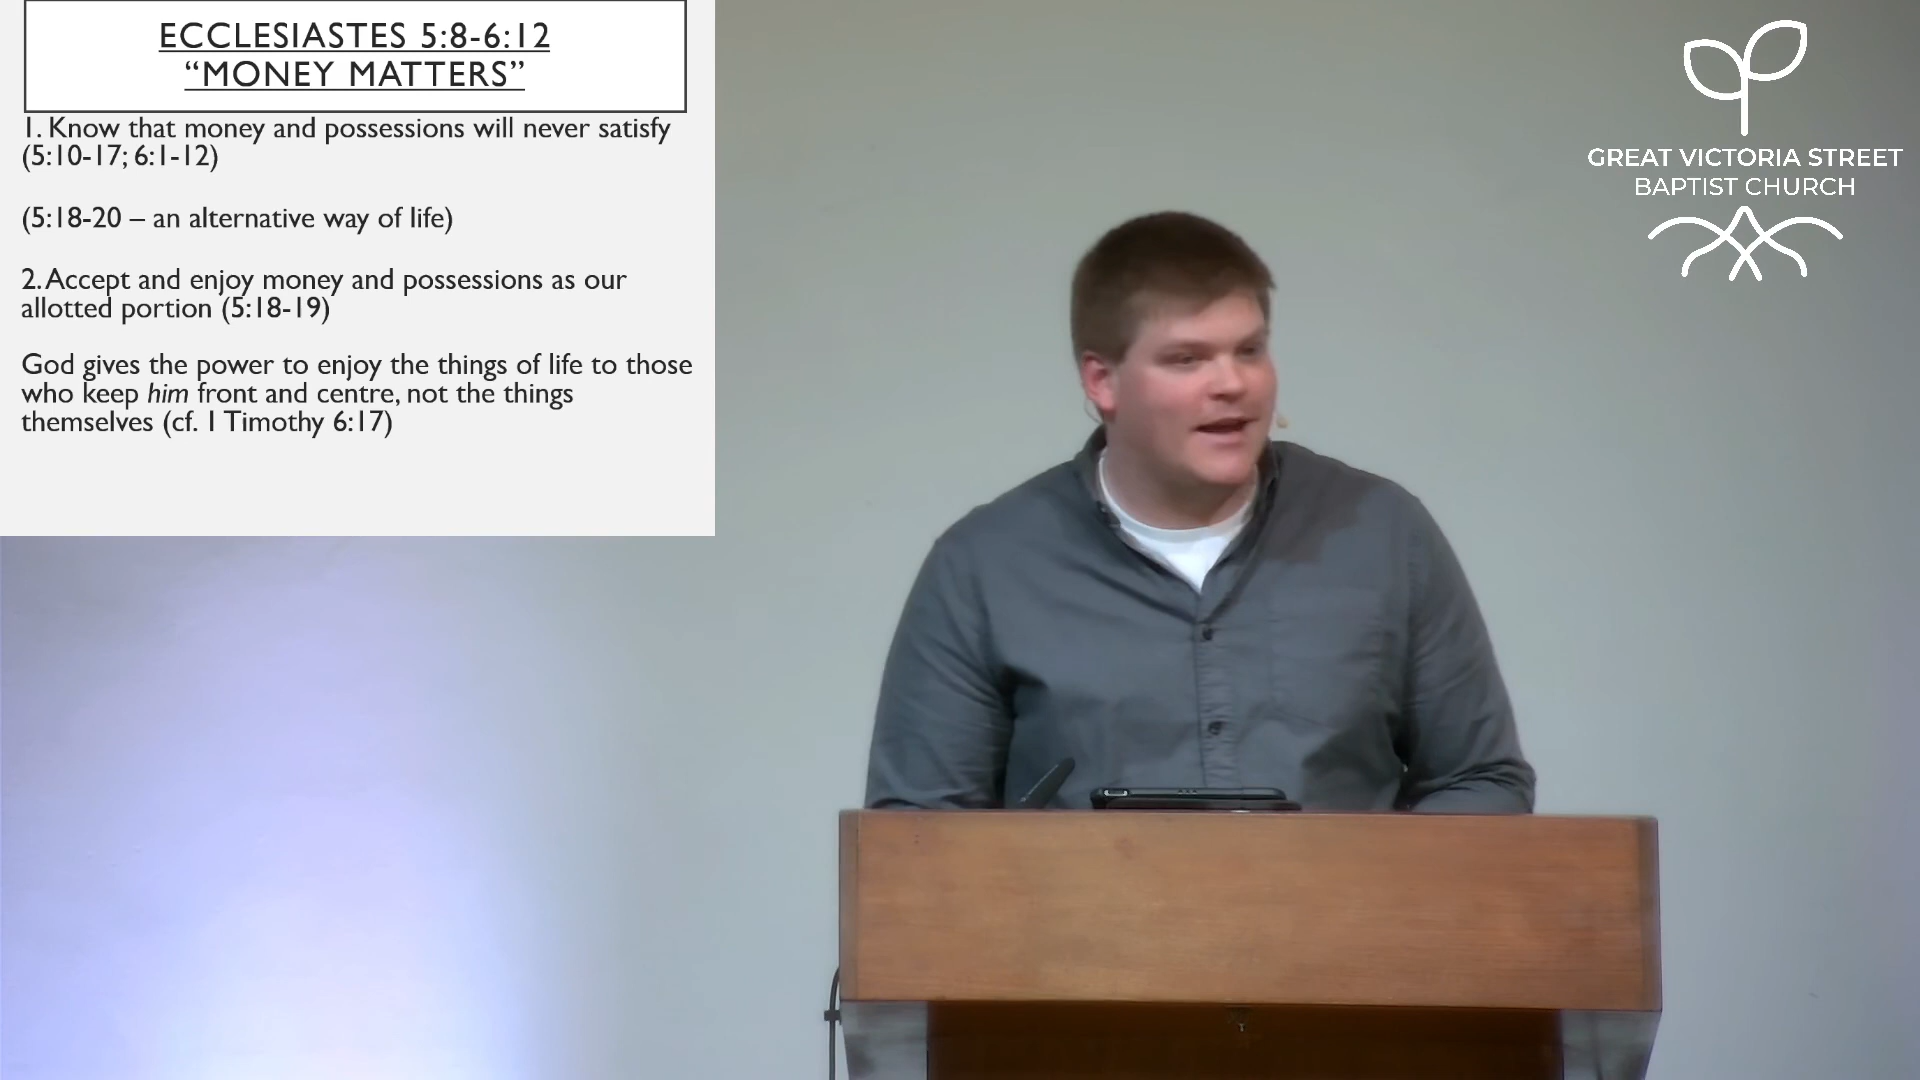 ECCLESIASTES 5:8-6:12
“MONEY MATTERS”
1. Know that money and possessions will never satisfy
(5:10-17; 6:1-12)
(5:18-20 – an alternative way of life)
2. Accept and enjoy money and possessions as our
allotted portion (5:18-19)
God gives the power to enjoy the things of life to those
who keep him front and centre, not the things
themselves (cf. 1 Timothy 6:17)
GREAT VICTORIA STREET
BAPTIST CHURCH